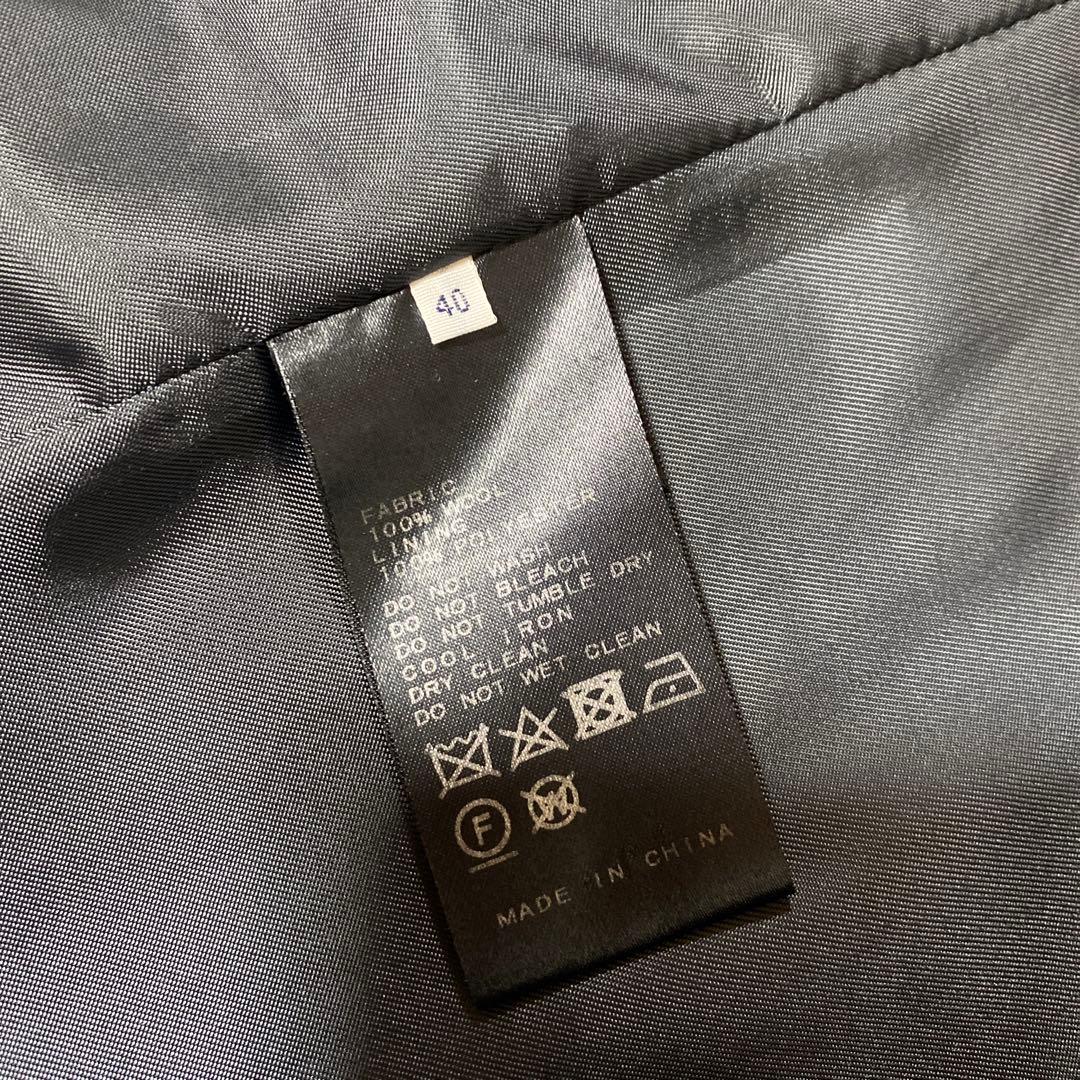 40
FABRIC
100% WOOL
LINING
100% POLYESTER
DO NOT WASH
DO NOT BLEACH
DO NOT TUMBLE DRY
COOL IRON
DRY CLEAN
DO NOT WET CLEAN
F W
MADE IN CHINA